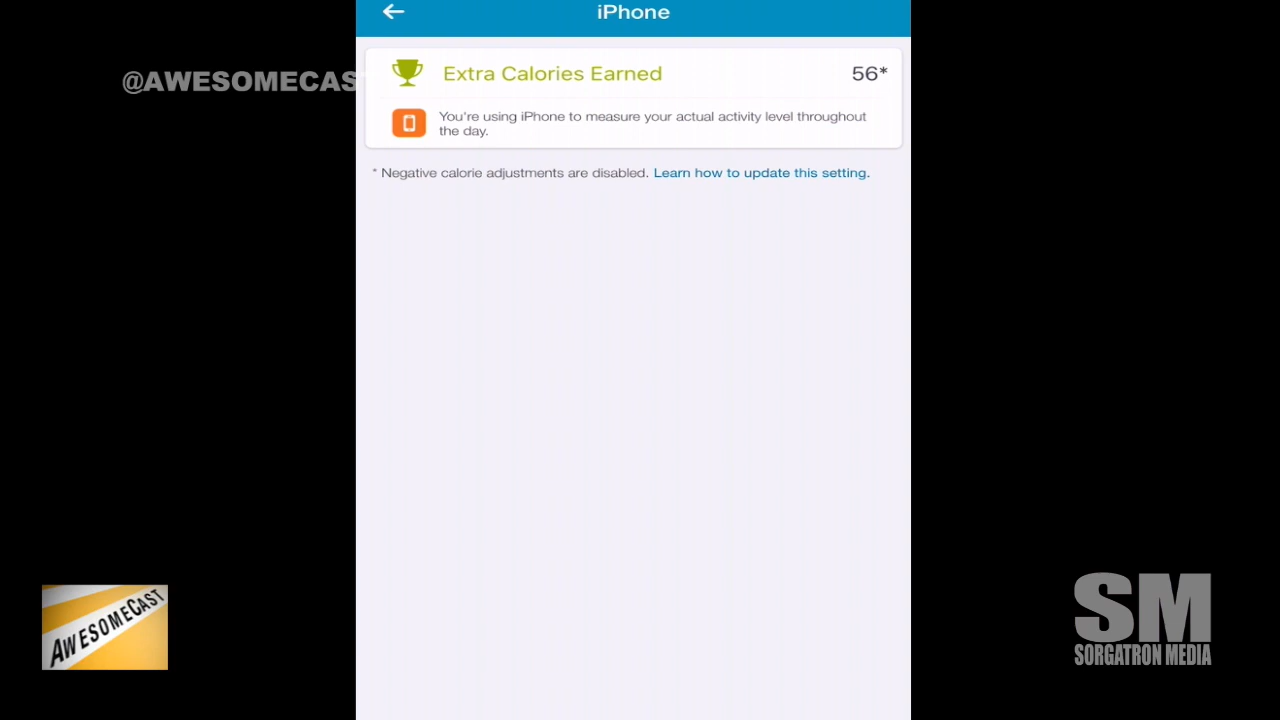 iPhone
@AWESOMECAS
Extra Calories Earned 56*
You're using iPhone to measure your actual activity level throughout
the day.
* Negative calorie adjustments are disabled. Learn how to update this setting.
AWESOMECAST
SM
SORGATRON MEDIA